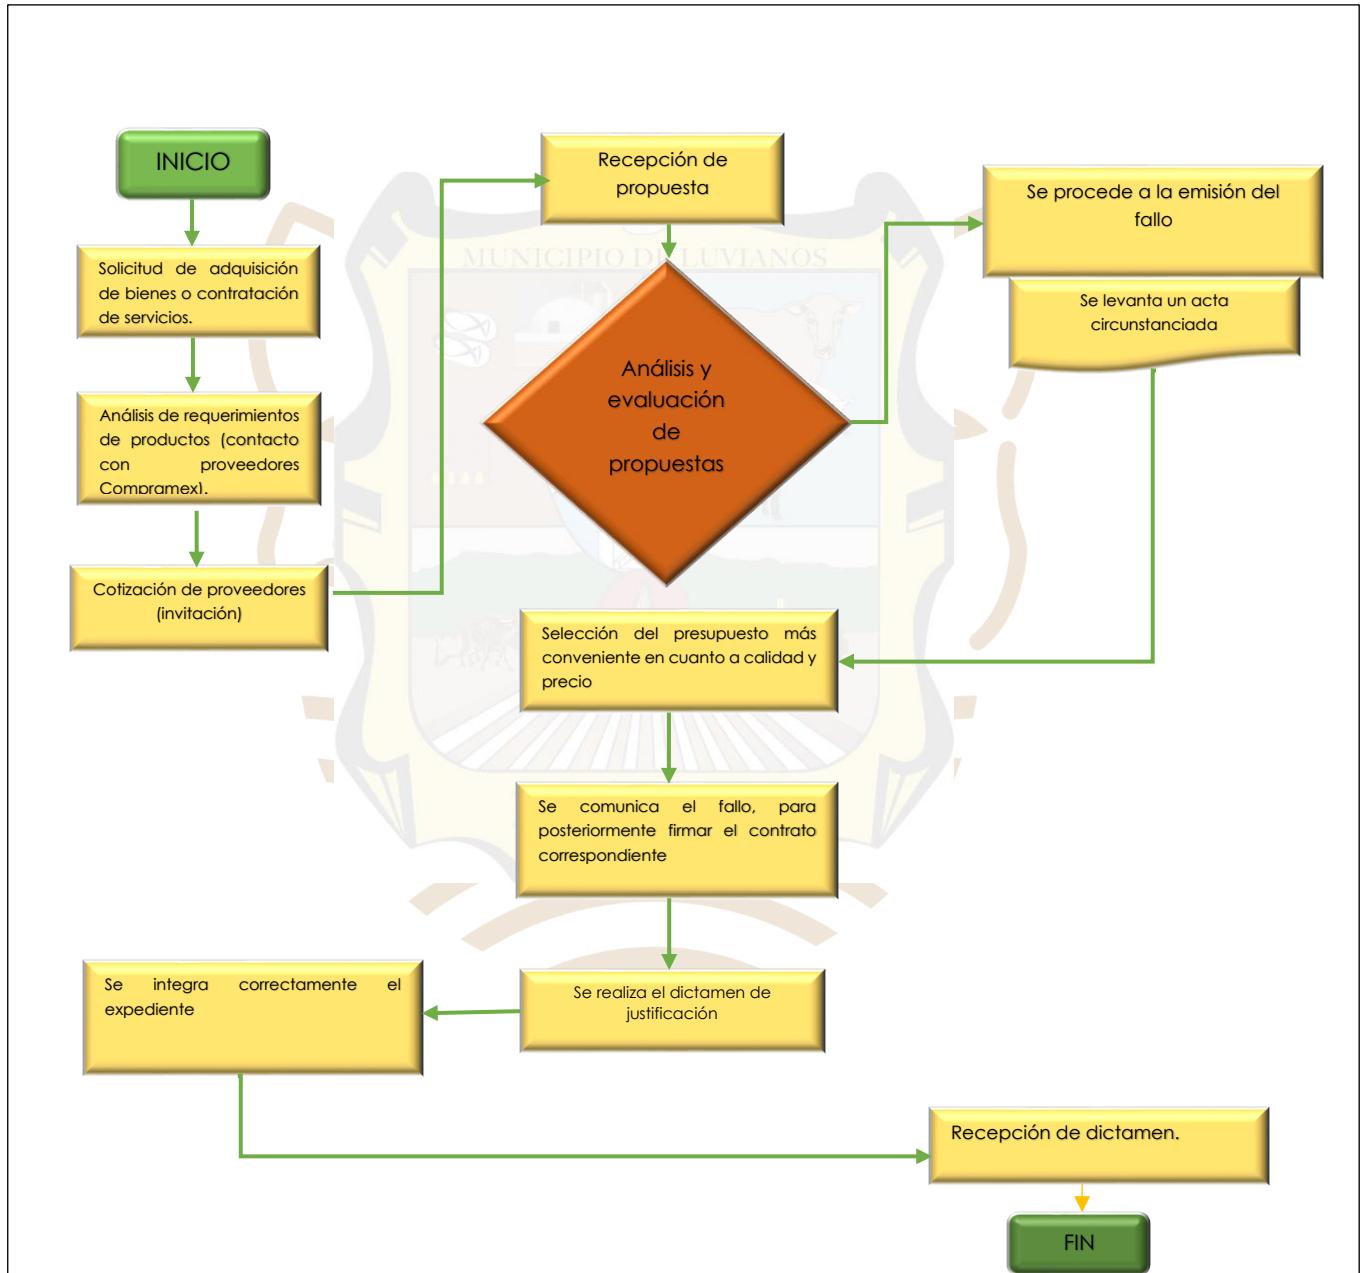 INICIO
Solicitud de adquisición
de bienes o contratación
de servicios.
Análisis de requerimientos
de productos (contacto
con proveedores
Compramex).
Cotización de proveedores
(invitación)
Recepción de
propuesta
MUNICIPIO DE LUVIANOS
Análisis y
evaluación
de
propuestas
Se procede a la emisión del
fallo
Se levanta un acta
circunstanciada
Selección del presupuesto más
conveniente en cuanto a calidad y
precio
Se comunica el fallo, para
posteriormente firmar el contrato
correspondiente
Se realiza el dictamen de
justificación
Se integra correctamente el
expediente
Recepción de dictamen.
FIN